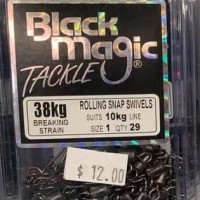 Black
Magic®
TACKLE
38kg
BREAKING
STRAIN
ROLLING SNAP SWIVELS
SUITS 10kg LINE
SIZE 1 QTY 29
$ 12.00